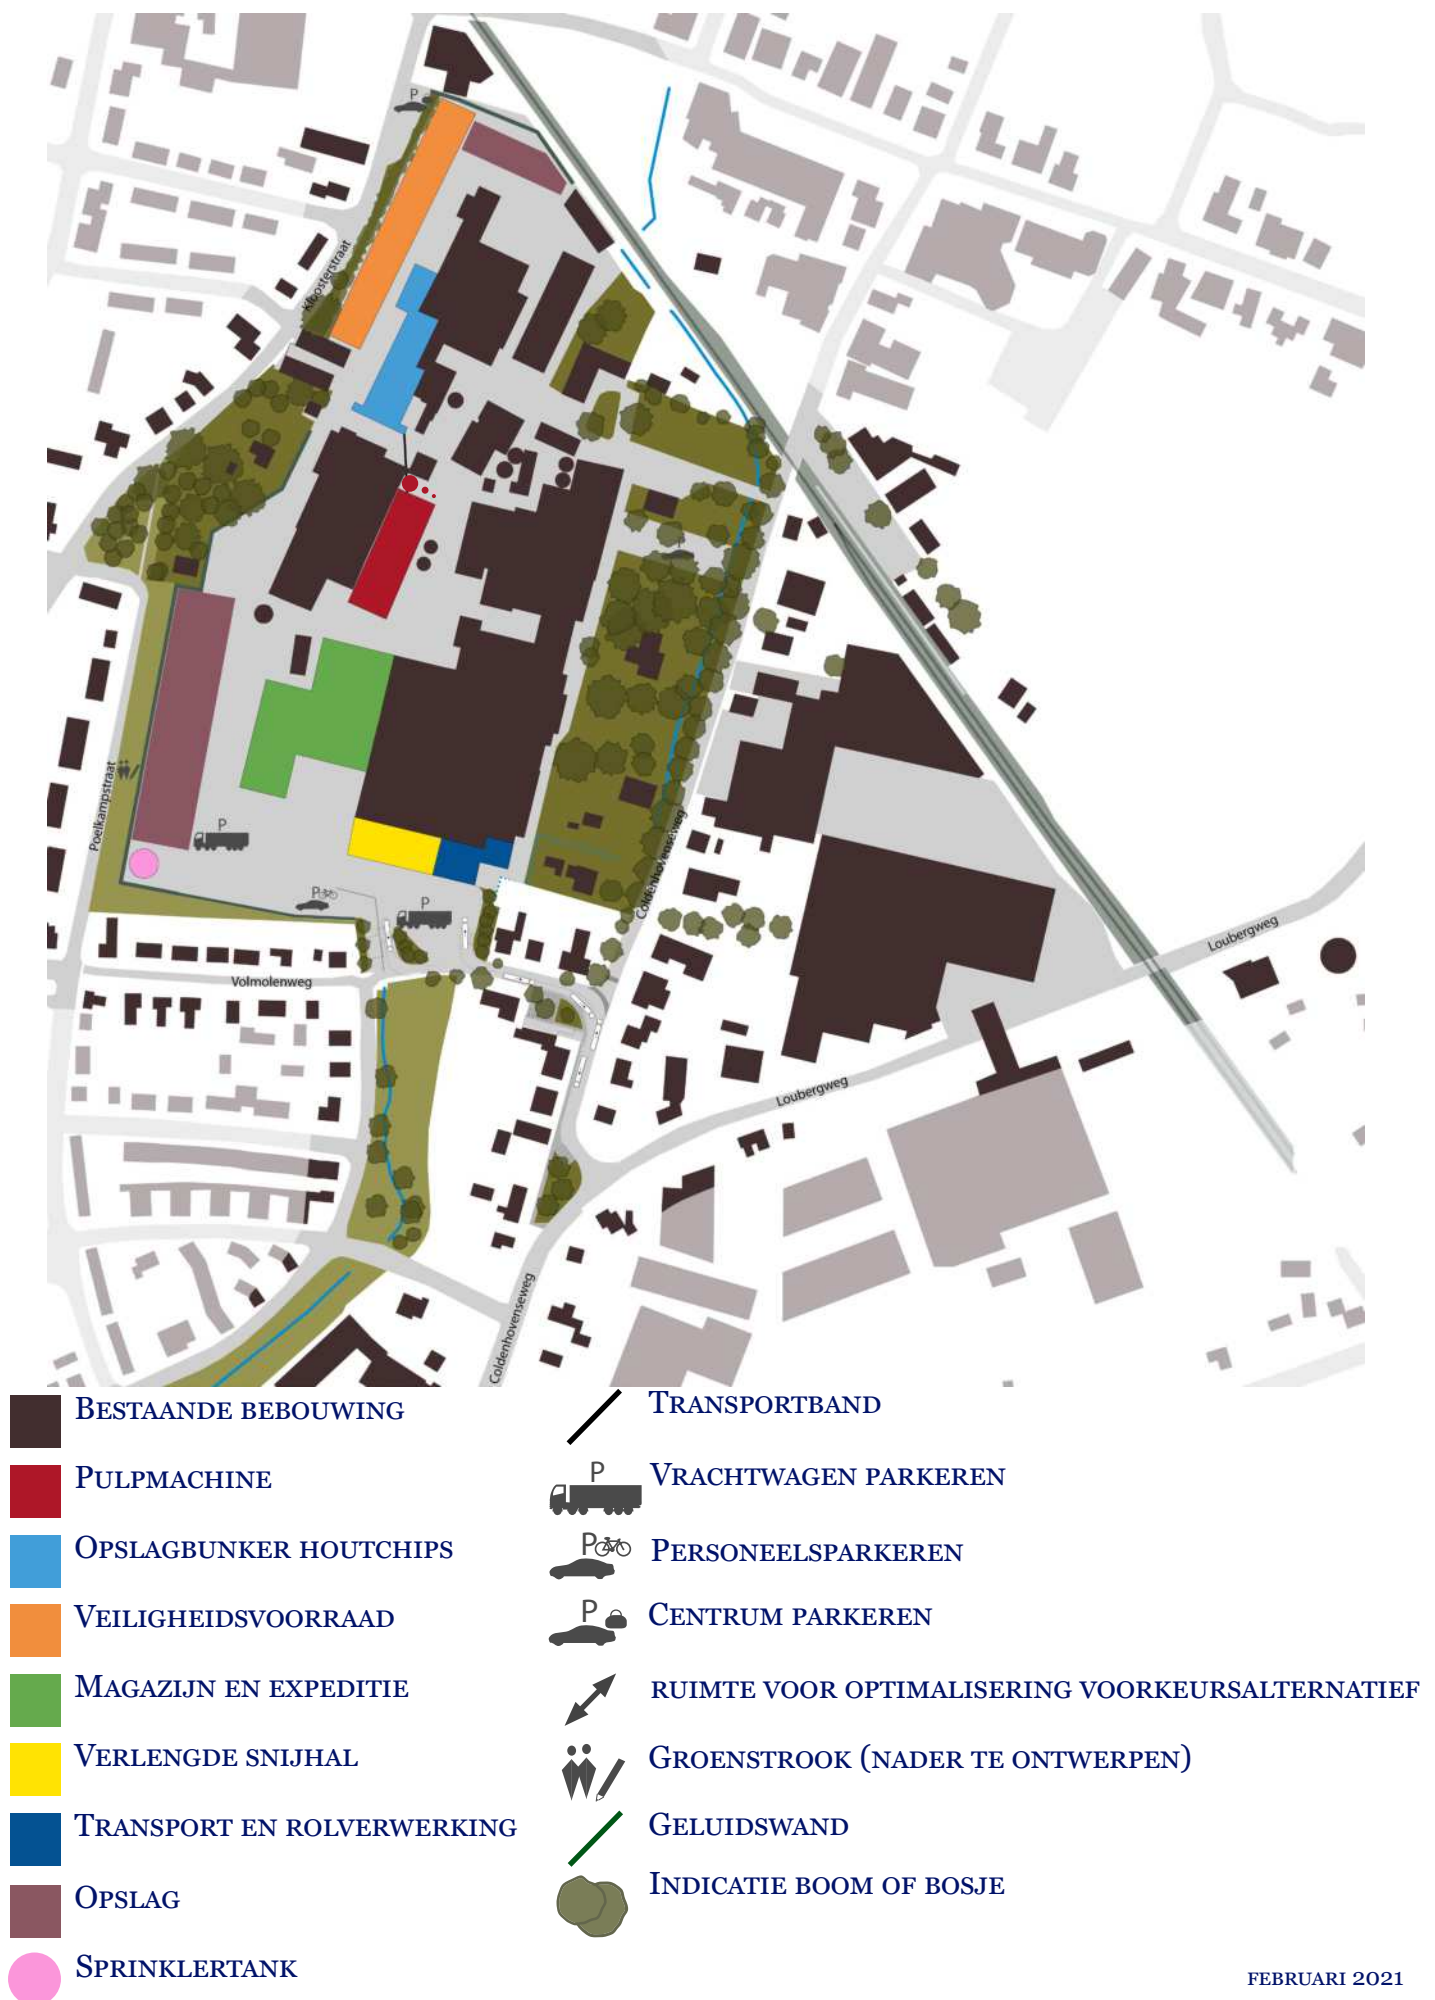 P
Kloosterstraat
Poelkampstraat
P
P
P
Coldenhovenseweg
Volmolenweg
Loubergweg
Loubergweg
Coldenhovenseweg
Bestaande bebouwing
Pulpmachine
Opslagbunker houtchips
Veiligheidsvoorraad
Magazijn en expeditie
Verlengde snijhal
Transport en rolverwerking
Opslag
Sprinklertank
Transportband
P
Vrachtwagen parkeren
P
Personeelsparkeren
P
Centrum parkeren
ruimte voor optimalisering voorkeursalternatief
Groenstrook (nader te ontwerpen)
Geluidswand
Indicatie boom of bosje
februari 2021